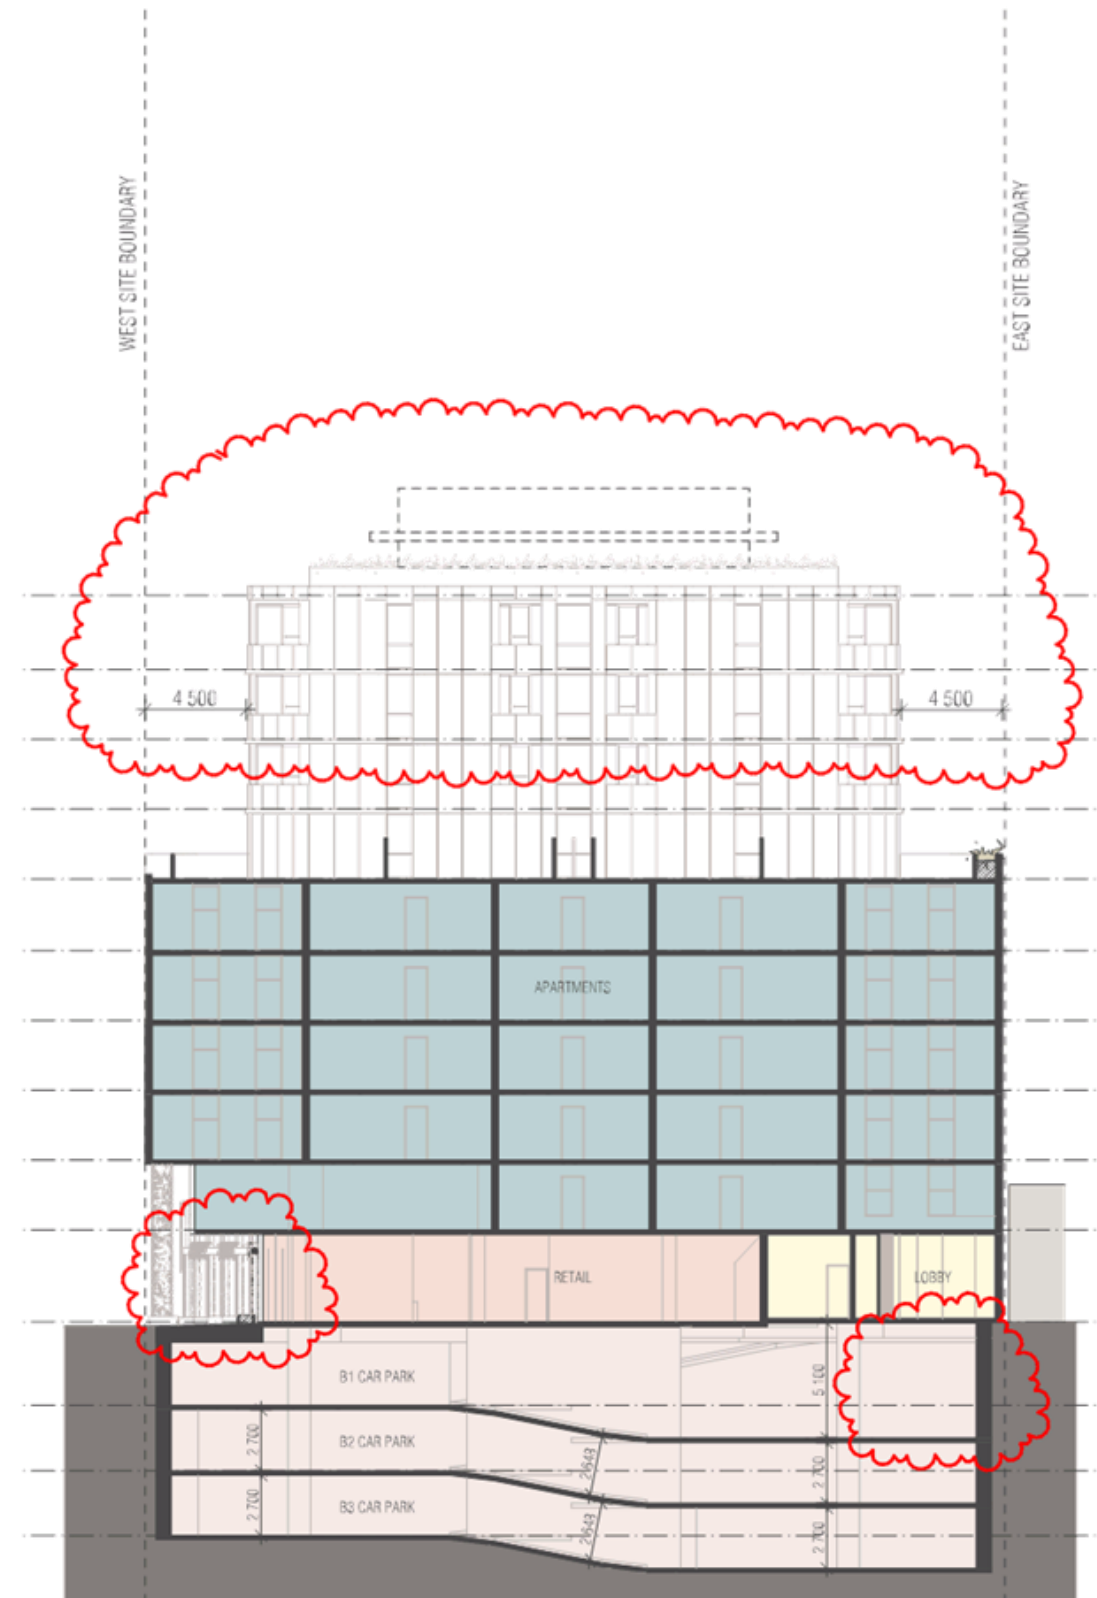 WEST SITE BOUNDARY
EAST SITE BOUNDARY
4 500
4 500
APARTMENTS
RETAIL
LOBBY
B1 CAR PARK
5 100
B2 CAR PARK
2 700
2 643
2 700
B3 CAR PARK
2 700
2 643
2 700